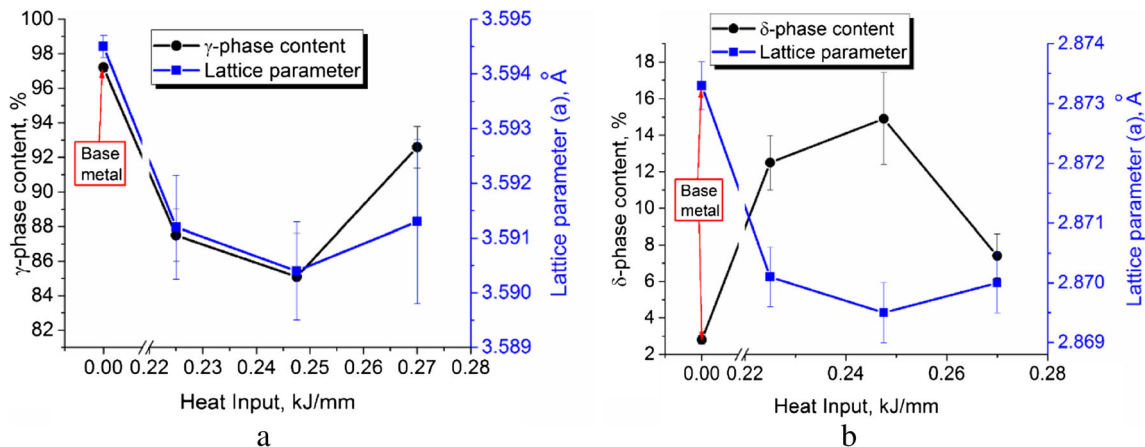 γ-phase content
Lattice parameter
γ-phase content, %
100
98
96
94
92
90
88
86
84
82
Base
metal
3.595
3.594
3.593
3.592
3.591
3.590
3.589
Lattice parameter (a), Å
0.00 0.22 0.23 0.24 0.25 0.26 0.27 0.28
Heat Input, kJ/mm
a
δ-phase content
Lattice parameter
δ-phase content, %
18
16
14
12
10
8
6
4
2
Base
metal
2.874
2.873
2.872
2.871
2.870
2.869
Lattice parameter (a), Å
0.00 0.22 0.24 0.26 0.28
Heat Input, kJ/mm
b